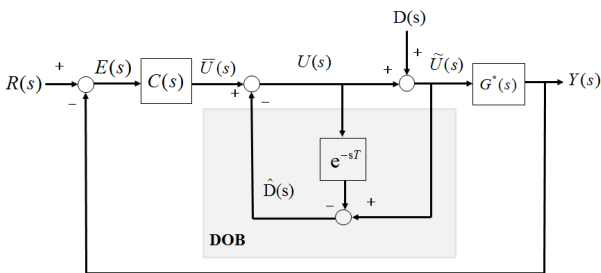 D(s)
+
+ E(s) Ū(s) U(s) + Ũ(s)
R(s) C(s) + G*(s) Y(s)
− −
e^{−sT}
D̂(s)
− +
DOB